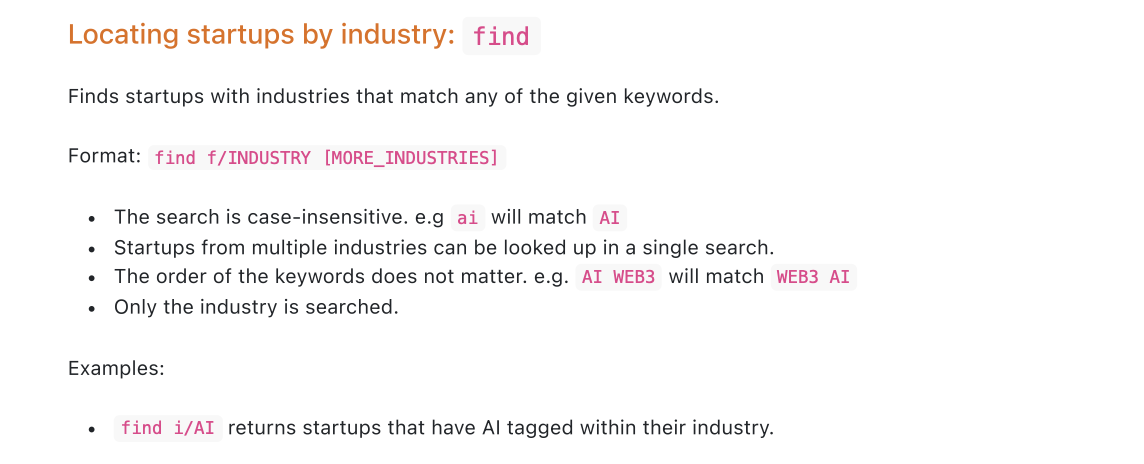 Locating startups by industry: find
Finds startups with industries that match any of the given keywords.
Format: find f/INDUSTRY [MORE_INDUSTRIES]
• The search is case-insensitive. e.g ai will match AI
• Startups from multiple industries can be looked up in a single search.
• The order of the keywords does not matter. e.g. AI WEB3 will match WEB3 AI
• Only the industry is searched.
Examples:
• find i/AI returns startups that have AI tagged within their industry.